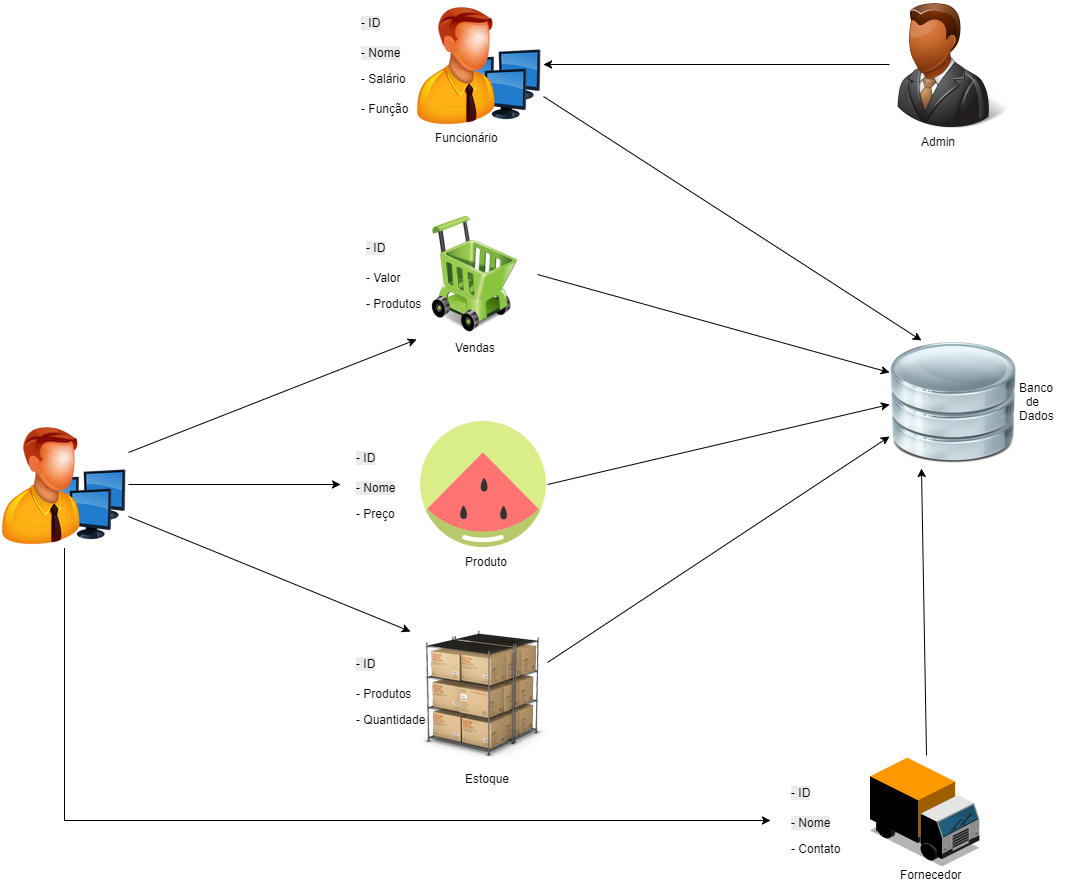 - ID
- Nome
- Salário
- Função
Funcionário
Admin
- ID
- Valor
- Produtos
Vendas
Banco
de
Dados
- ID
- Nome
- Preço
Produto
- ID
- Produtos
- Quantidade
Estoque
- ID
- Nome
- Contato
Fornecedor